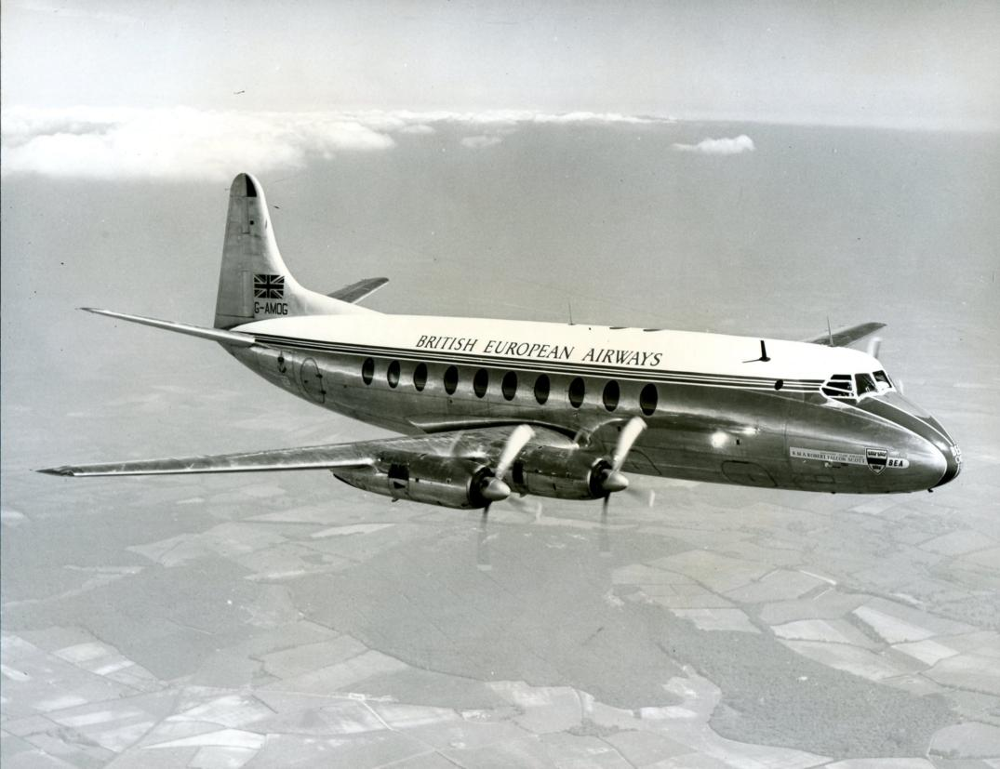 G-AMOG
BRITISH EUROPEAN AIRWAYS
R.M.A. ROBERT FALCON SCOTT
BEA